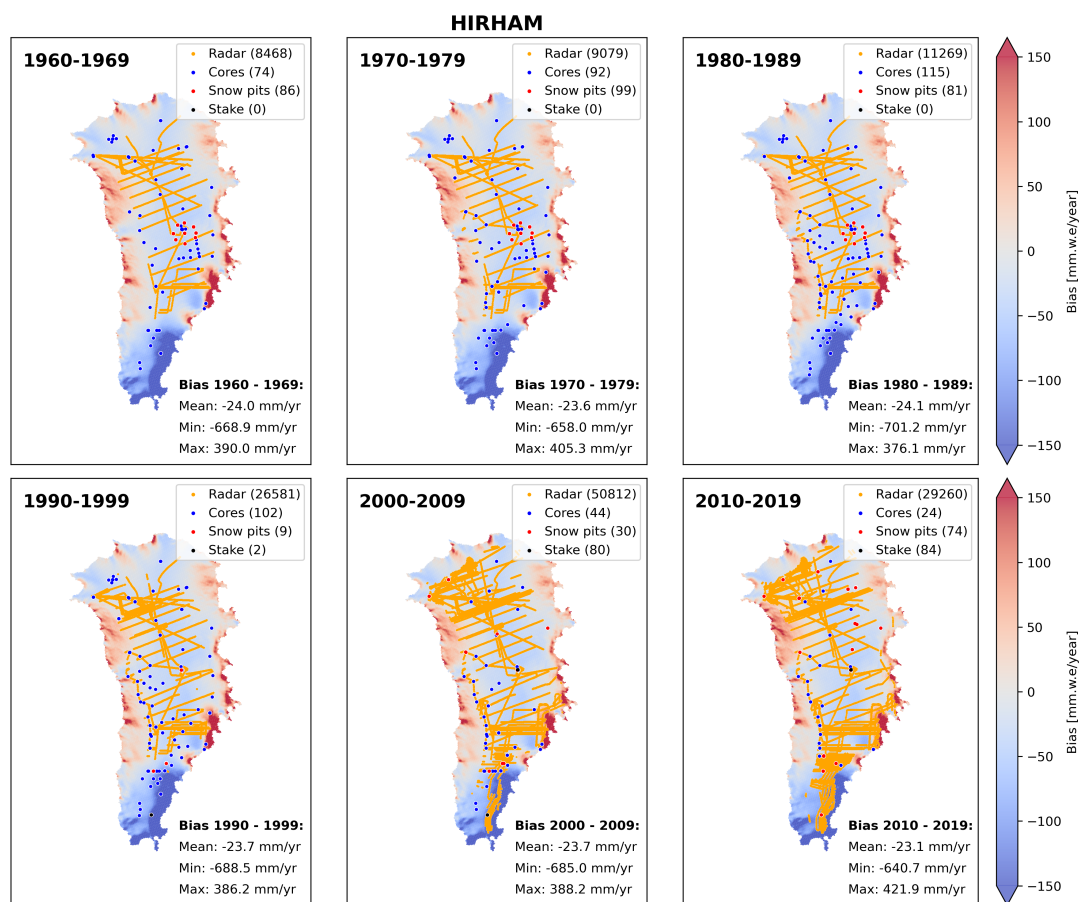 HIRHAM
1960-1969
Radar (8468)
Cores (74)
Snow pits (86)
Stake (0)
Bias 1960 - 1969:
Mean: -24.0 mm/yr
Min: -668.9 mm/yr
Max: 390.0 mm/yr
1970-1979
Radar (9079)
Cores (92)
Snow pits (99)
Stake (0)
Bias 1970 - 1979:
Mean: -23.6 mm/yr
Min: -658.0 mm/yr
Max: 405.3 mm/yr
1980-1989
Radar (11269)
Cores (115)
Snow pits (81)
Stake (0)
Bias 1980 - 1989:
Mean: -24.1 mm/yr
Min: -701.2 mm/yr
Max: 376.1 mm/yr
150
100
50
0
−50
−100
−150
Bias [mm.w.e/year]
1990-1999
Radar (26581)
Cores (102)
Snow pits (9)
Stake (2)
Bias 1990 - 1999:
Mean: -23.7 mm/yr
Min: -688.5 mm/yr
Max: 386.2 mm/yr
2000-2009
Radar (50812)
Cores (44)
Snow pits (30)
Stake (80)
Bias 2000 - 2009:
Mean: -23.7 mm/yr
Min: -685.0 mm/yr
Max: 388.2 mm/yr
2010-2019
Radar (29260)
Cores (24)
Snow pits (74)
Stake (84)
Bias 2010 - 2019:
Mean: -23.1 mm/yr
Min: -640.7 mm/yr
Max: 421.9 mm/yr
150
100
50
0
−50
−100
−150
Bias [mm.w.e/year]